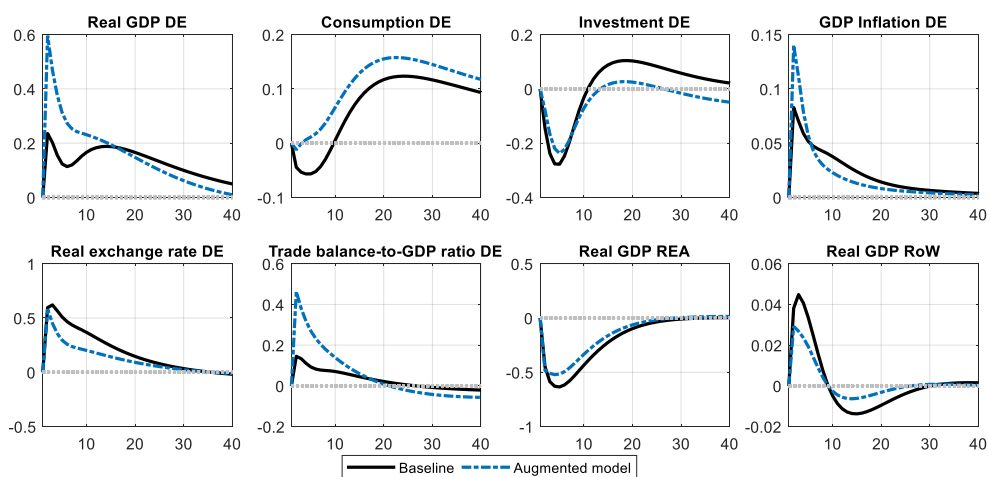 Real GDP DE
Consumption DE
Investment DE
GDP Inflation DE
0.6
0.4
0.2
0
10 20 30 40
0.2
0.1
0
-0.1
10 20 30 40
0.2
0
-0.2
-0.4
10 20 30 40
0.15
0.1
0.05
0
10 20 30 40
Real exchange rate DE
Trade balance-to-GDP ratio DE
Real GDP REA
Real GDP RoW
1
0.5
0
-0.5
10 20 30 40
0.6
0.4
0.2
0
-0.2
10 20 30 40
0.5
0
-0.5
-1
10 20 30 40
0.06
0.04
0.02
0
-0.02
10 20 30 40
Baseline Augmented model